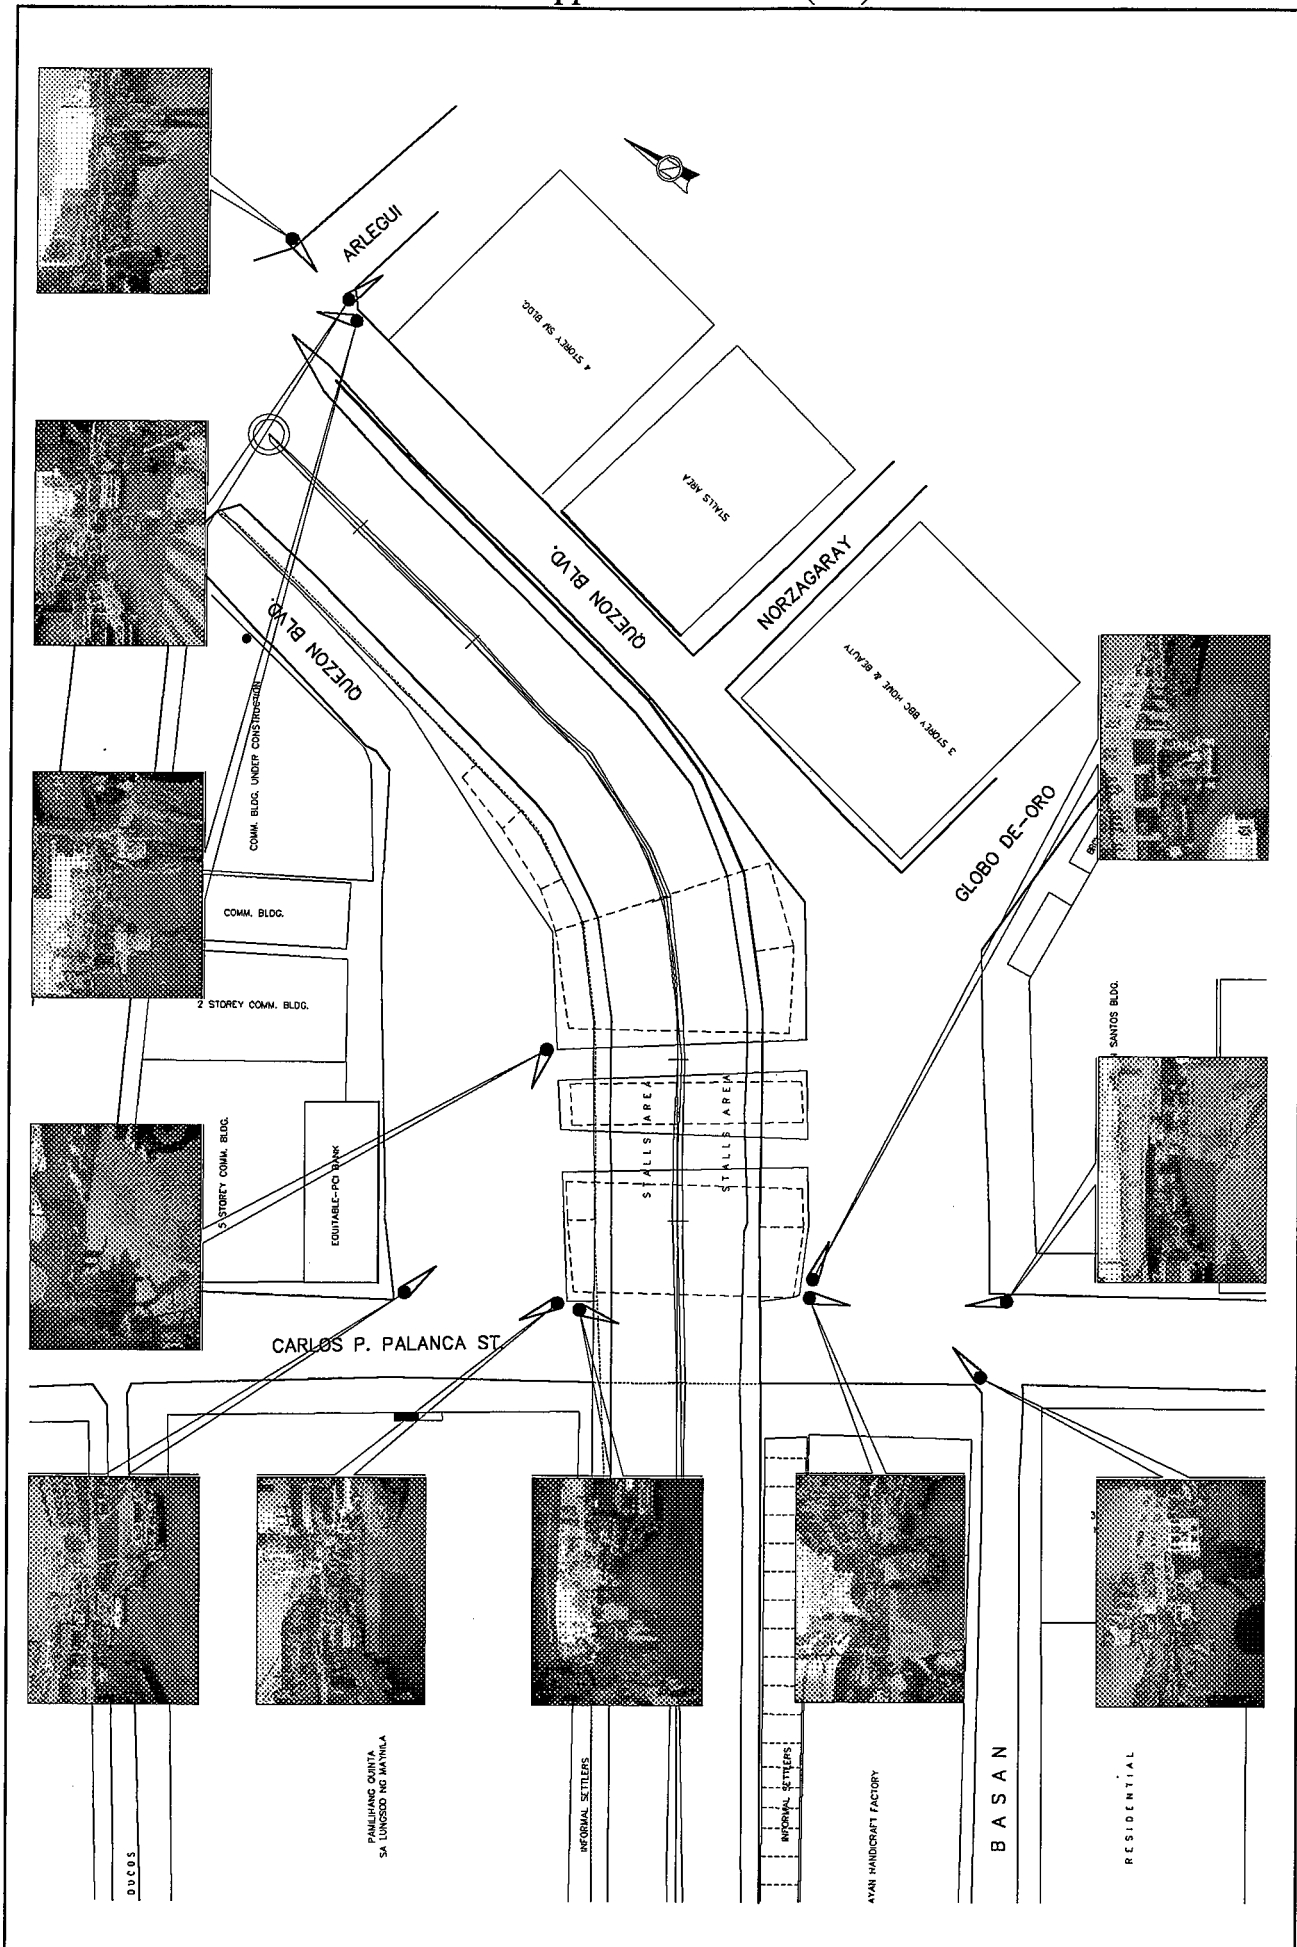 ARLEGUI
4 STOREY SM BLDG.
STALLS AREA
QUEZON BLVD.
NORZAGARAY
QUEZON BLVD.
3 STOREY BBC HOME & BEAUTY
COMM. BLDG. UNDER CONSTRUCTION
GLOBO DE-ORO
COMM. BLDG.
2 STOREY COMM. BLDG.
SANTOS BLDG.
STALLS AREA
STALLS AREA
5 STOREY COMM. BLDG.
EQUITABLE-PCI BANK
CARLOS P. PALANCA ST.
PAMILIHANG QUINTA
SA LUNGSOD NG MAYNILA
INFORMAL SETTLERS
INFORMAL SETTLERS
AYAN HANDICRAFT FACTORY
BASAN
RESIDENTIAL
DUCOS